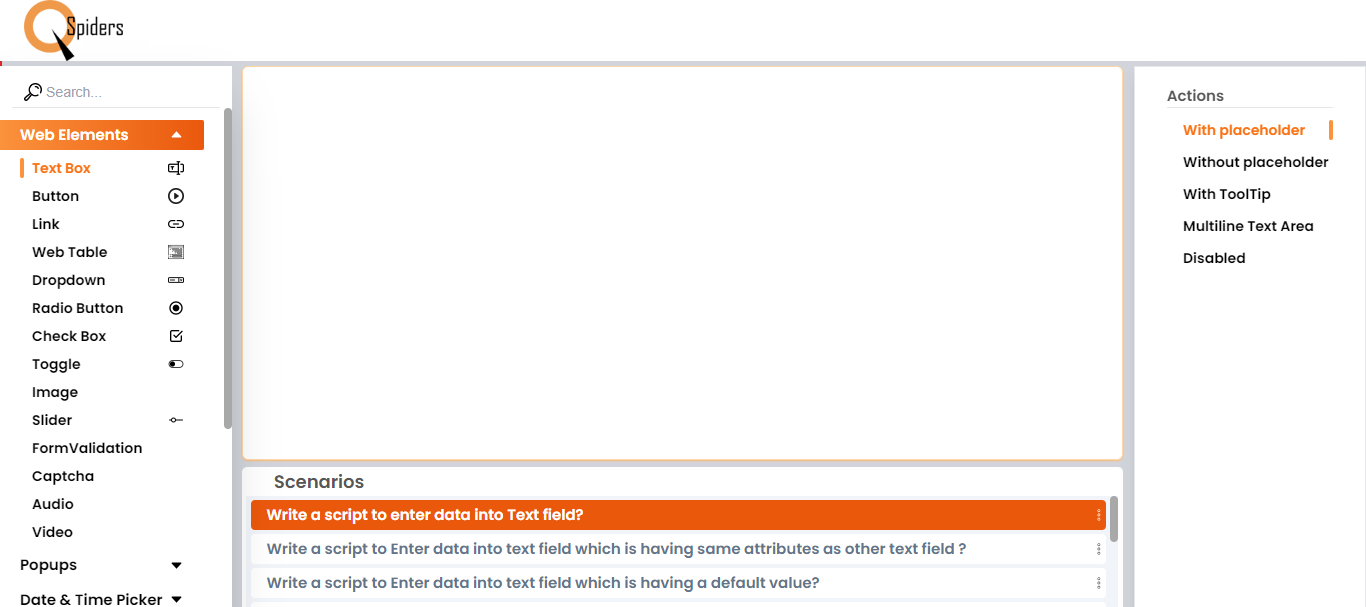 Spiders
Search...
Web Elements
Text Box
Button
Link
Web Table
Dropdown
Radio Button
Check Box
Toggle
Image
Slider
FormValidation
Captcha
Audio
Video
Popups
Date & Time Picker
Scenarios
Write a script to enter data into Text field?
Write a script to Enter data into text field which is having same attributes as other text field ?
Write a script to Enter data into text field which is having a default value?
Actions
With placeholder
Without placeholder
With ToolTip
Multiline Text Area
Disabled